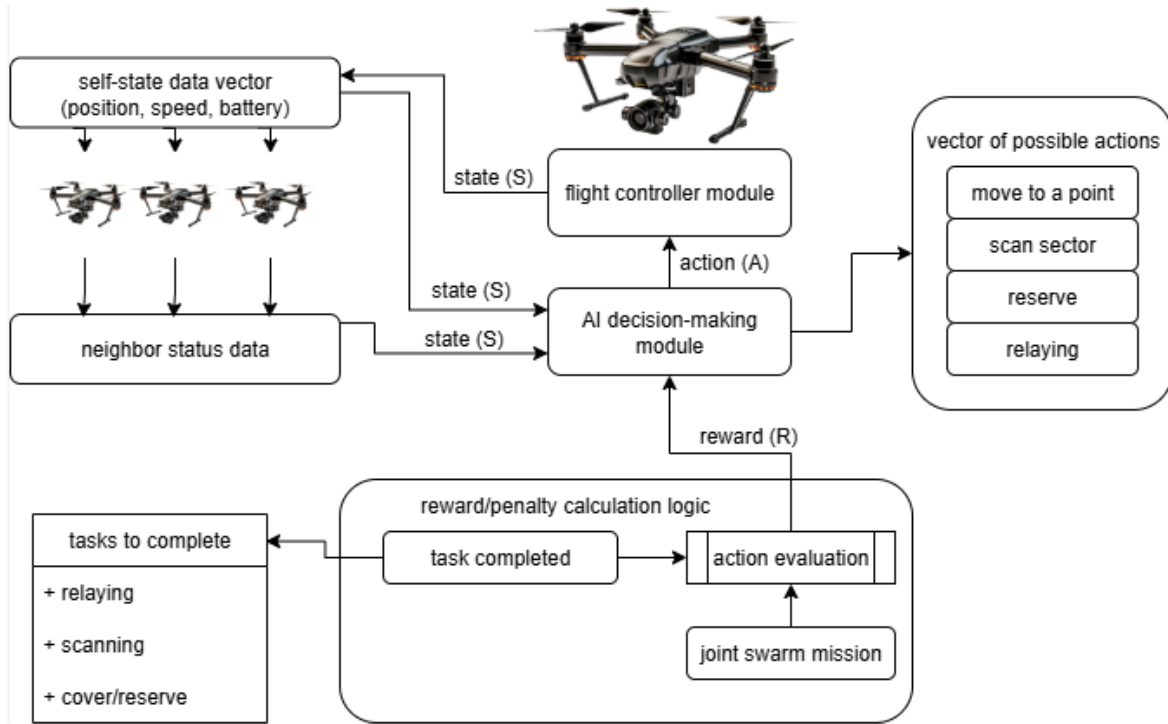 self-state data vector
(position, speed, battery)
state (S)
flight controller module
action (A)
vector of possible actions
move to a point
scan sector
reserve
relaying
state (S)
AI decision-making
module
neighbor status data
state (S)
reward (R)
reward/penalty calculation logic
tasks to complete
+ relaying
+ scanning
+ cover/reserve
task completed
action evaluation
joint swarm mission